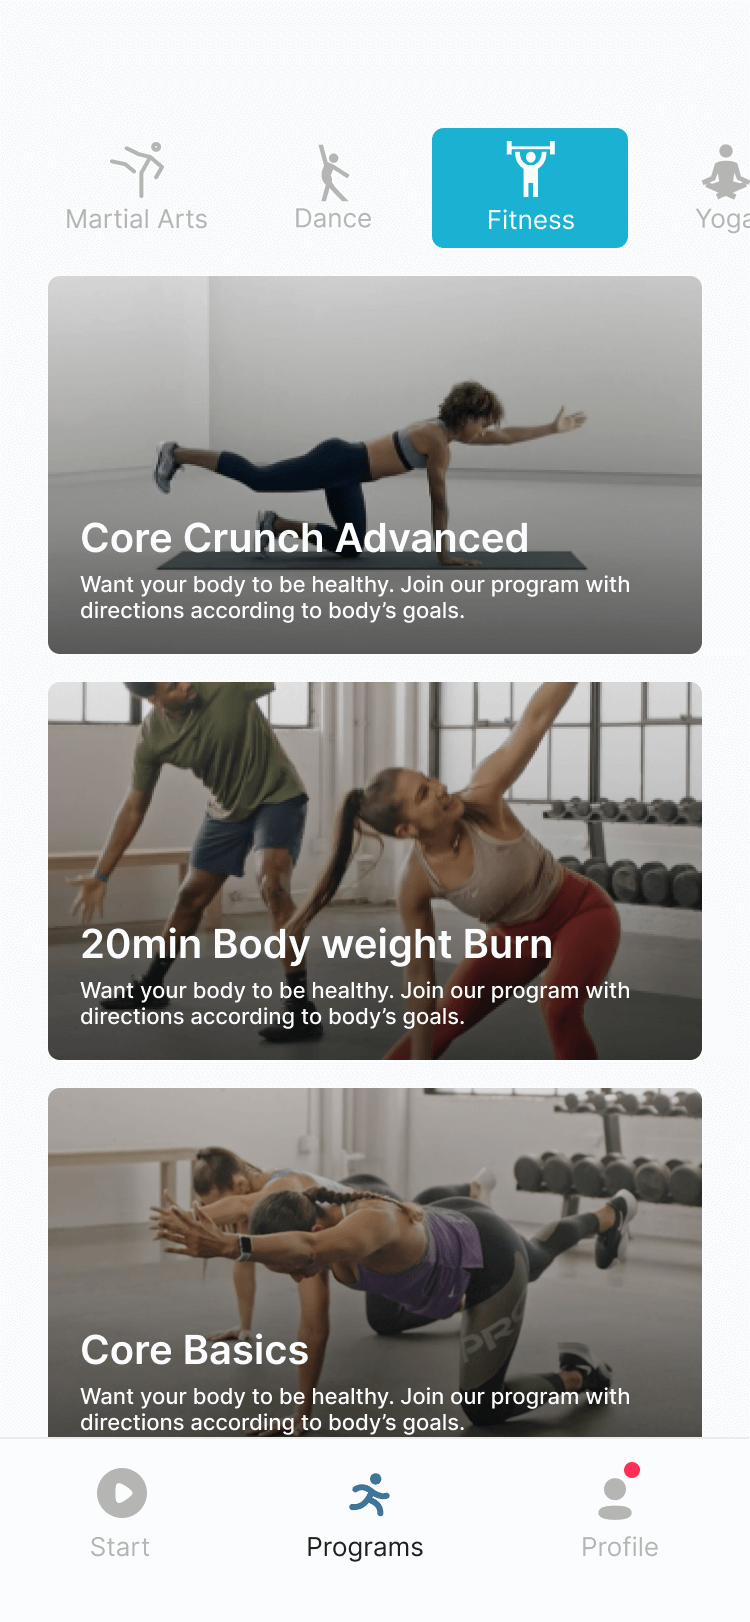 Martial Arts
Dance
Fitness
Yoga
Core Crunch Advanced
Want your body to be healthy. Join our program with
directions according to body’s goals.
20min Body weight Burn
Want your body to be healthy. Join our program with
directions according to body’s goals.
PRO
Core Basics
Want your body to be healthy. Join our program with
directions according to body’s goals.
Start
Programs
Profile